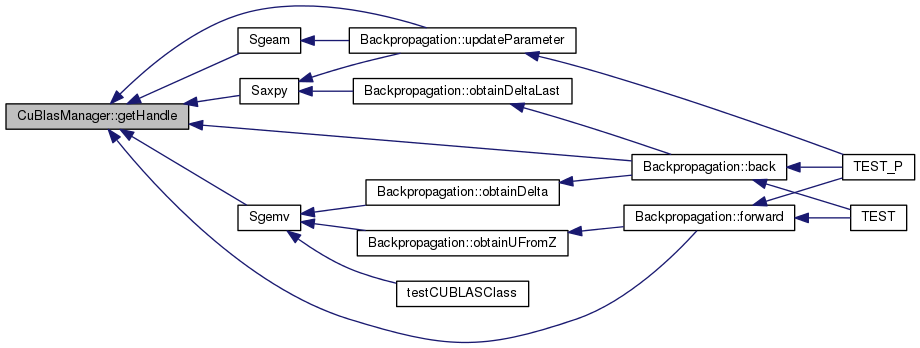 Sgeam
Backpropagation::updateParameter
Saxpy
Backpropagation::obtainDeltaLast
CuBlasManager::getHandle
Backpropagation::back
TEST_P
Backpropagation::obtainDelta
Sgemv
Backpropagation::forward
TEST
Backpropagation::obtainUFromZ
testCUBLASClass